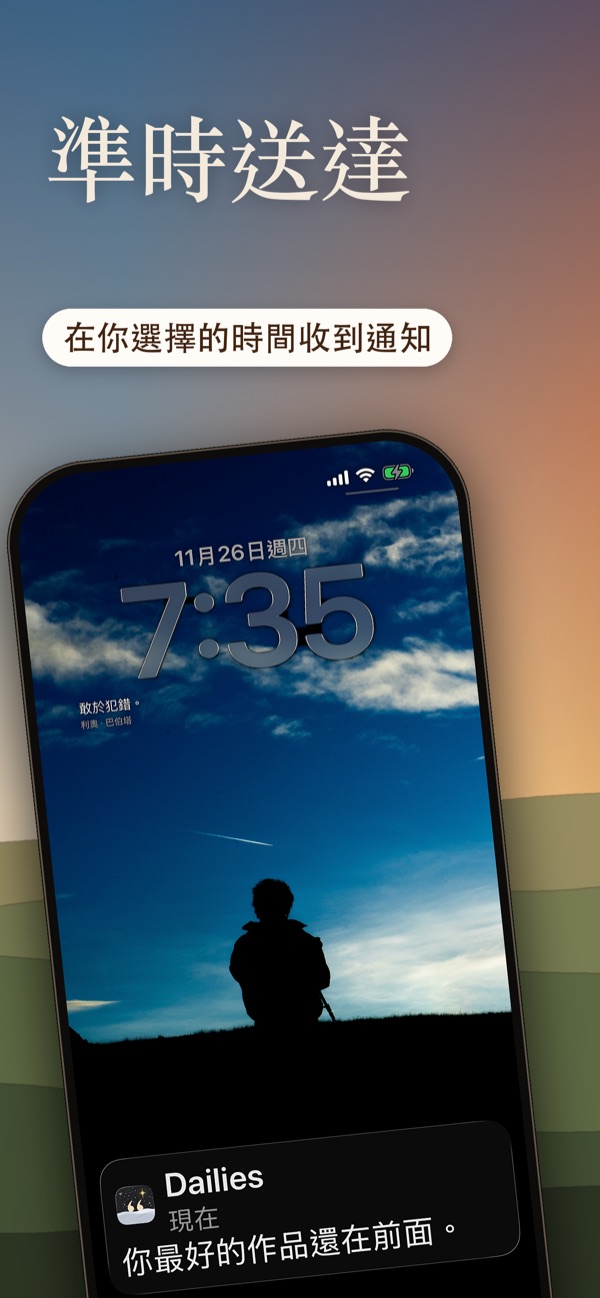 準時送達
在你選擇的時間收到通知
11月26日週四
7:35
敢於犯錯。
利奧·巴伯塔
Dailies
現在
你最好的作品還在前面。